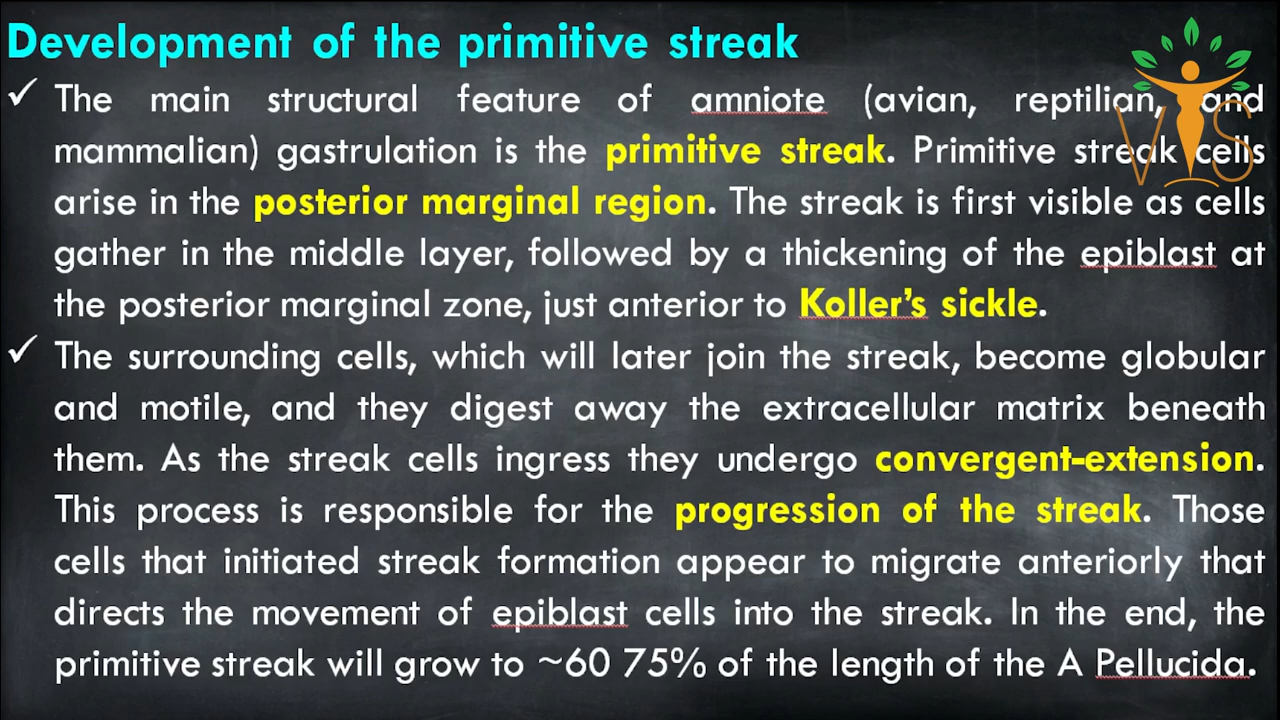 Development of the primitive streak
✓ The main structural feature of amniote (avian, reptilian, and
mammalian) gastrulation is the primitive streak. Primitive streak cells
arise in the posterior marginal region. The streak is first visible as cells
gather in the middle layer, followed by a thickening of the epiblast at
the posterior marginal zone, just anterior to Koller's sickle.
✓ The surrounding cells, which will later join the streak, become globular
and motile, and they digest away the extracellular matrix beneath
them. As the streak cells ingress they undergo convergent-extension.
This process is responsible for the progression of the streak. Those
cells that initiated streak formation appear to migrate anteriorly that
directs the movement of epiblast cells into the streak. In the end, the
primitive streak will grow to ~60 75% of the length of the A Pellucida.
VIS